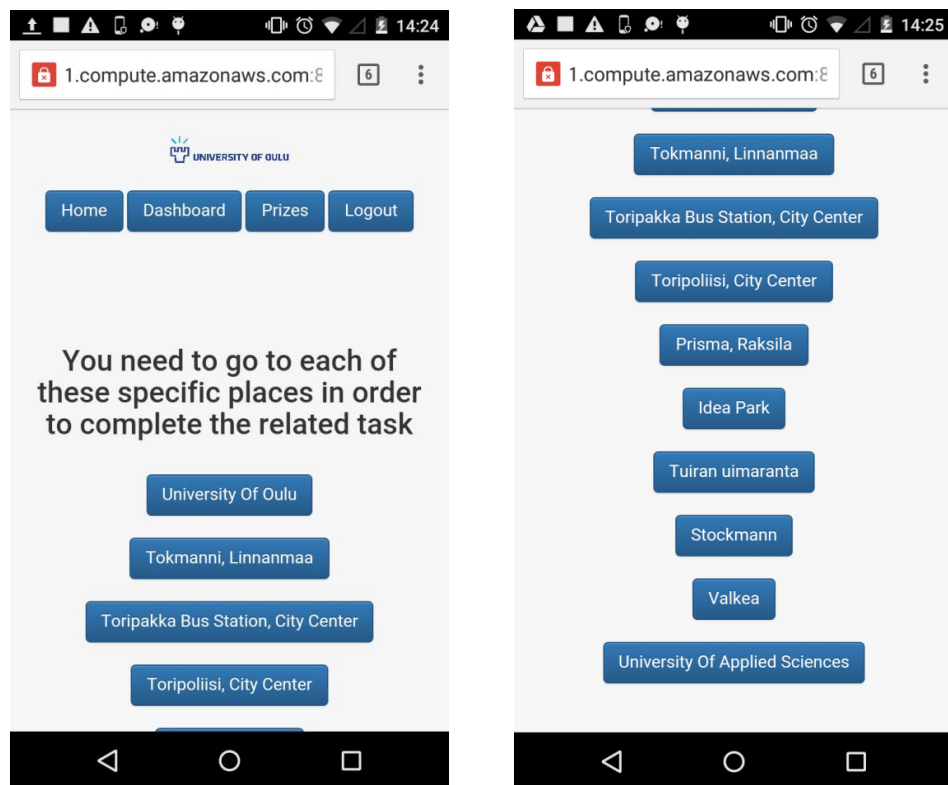 14:24
1.compute.amazonaws.com:8
6
UNIVERSITY OF OULU
Home
Dashboard
Prizes
Logout
You need to go to each of
these specific places in order
to complete the related task
University Of Oulu
Tokmanni, Linnanmaa
Toripakka Bus Station, City Center
Toripoliisi, City Center
14:25
1.compute.amazonaws.com:8
6
Tokmanni, Linnanmaa
Toripakka Bus Station, City Center
Toripoliisi, City Center
Prisma, Raksila
Idea Park
Tuiran uimaranta
Stockmann
Valkea
University Of Applied Sciences